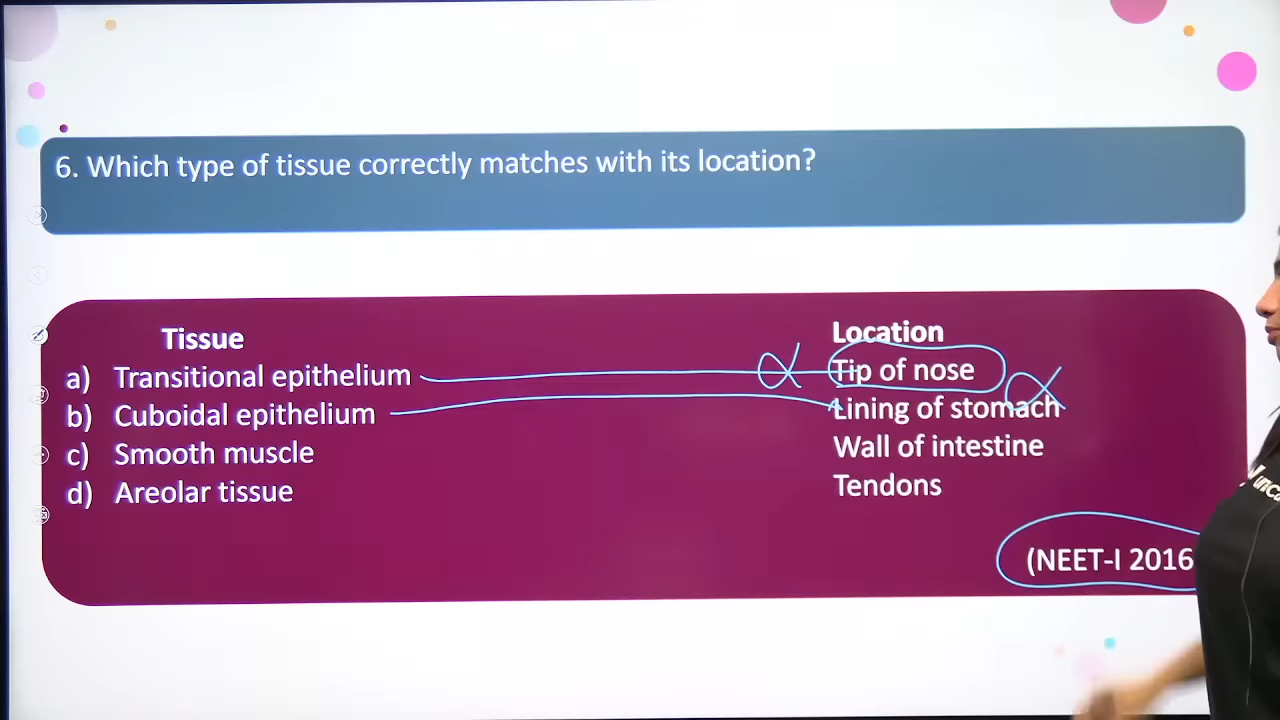 6. Which type of tissue correctly matches with its location?
Tissue Location
a) Transitional epithelium Tip of nose
b) Cuboidal epithelium Lining of stomach
c) Smooth muscle Wall of intestine
d) Areolar tissue Tendons
(NEET-I 2016